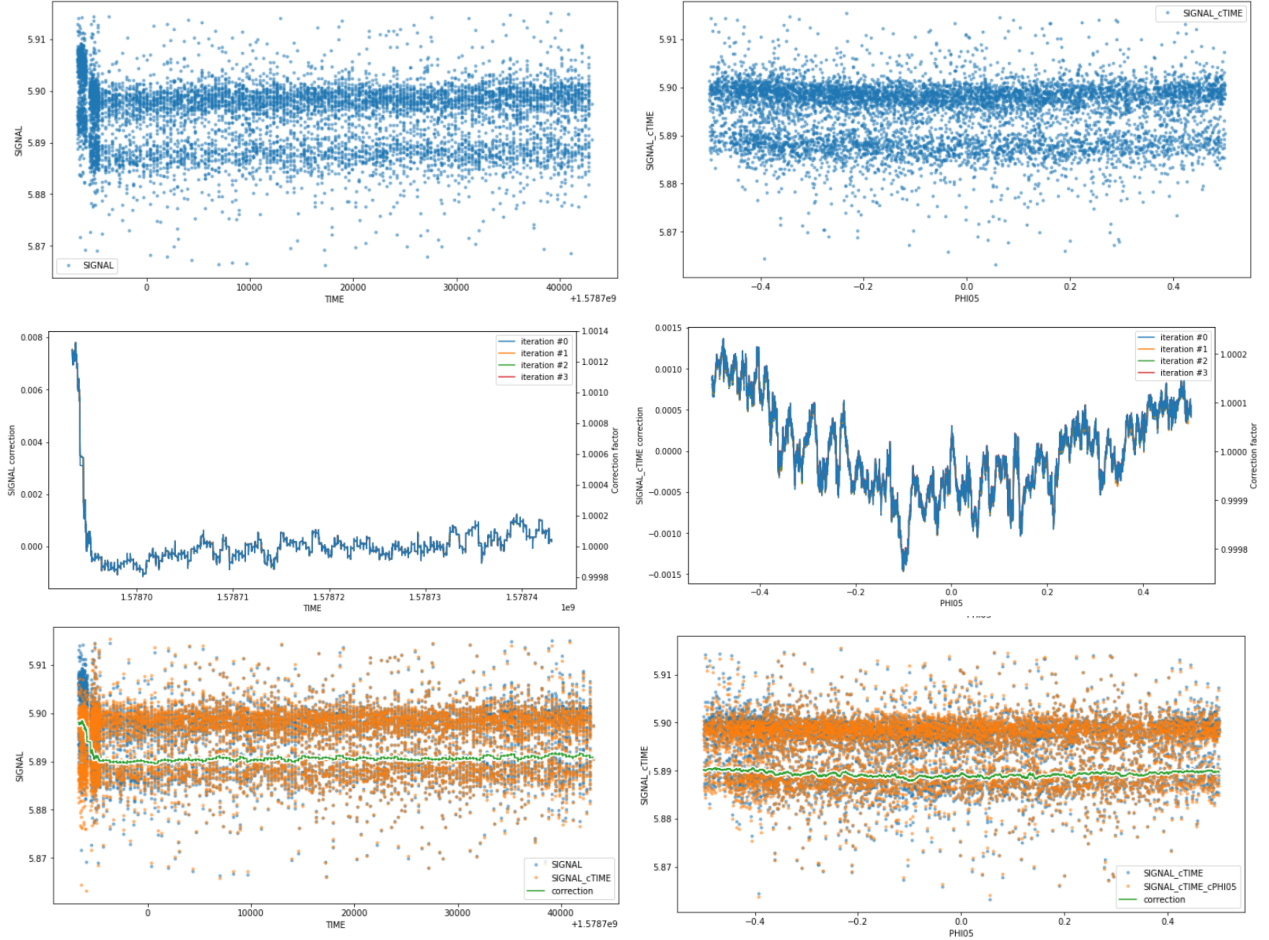 5.91
5.90
5.89
5.88
5.87
SIGNAL
SIGNAL
0
10000
20000
30000
40000
TIME
+1.5787e9
SIGNAL_cTIME
5.91
5.90
5.89
5.88
5.87
SIGNAL_cTIME
−0.4
−0.2
0.0
0.2
0.4
PHI05
0.008
0.006
0.004
0.002
0.000
SIGNAL correction
iteration #0
iteration #1
iteration #2
iteration #3
1.0014
1.0012
1.0010
1.0008
1.0006
1.0004
1.0002
1.0000
0.9998
Correction factor
1.57870
1.57871
1.57872
1.57873
1.57874
1e9
TIME
0.0015
0.0010
0.0005
0.0000
−0.0005
−0.0010
−0.0015
SIGNAL_cTIME correction
iteration #0
iteration #1
iteration #2
iteration #3
1.0002
1.0001
1.0000
0.9999
0.9998
Correction factor
−0.4
−0.2
0.0
0.2
0.4
PHI05
5.91
5.90
5.89
5.88
5.87
SIGNAL
SIGNAL
SIGNAL_cTIME
correction
0
10000
20000
30000
40000
TIME
+1.5787e9
5.91
5.90
5.89
5.88
5.87
5.86
SIGNAL_cTIME
SIGNAL_cTIME
SIGNAL_cTIME_cPHI05
correction
−0.4
−0.2
0.0
0.2
0.4
PHI05